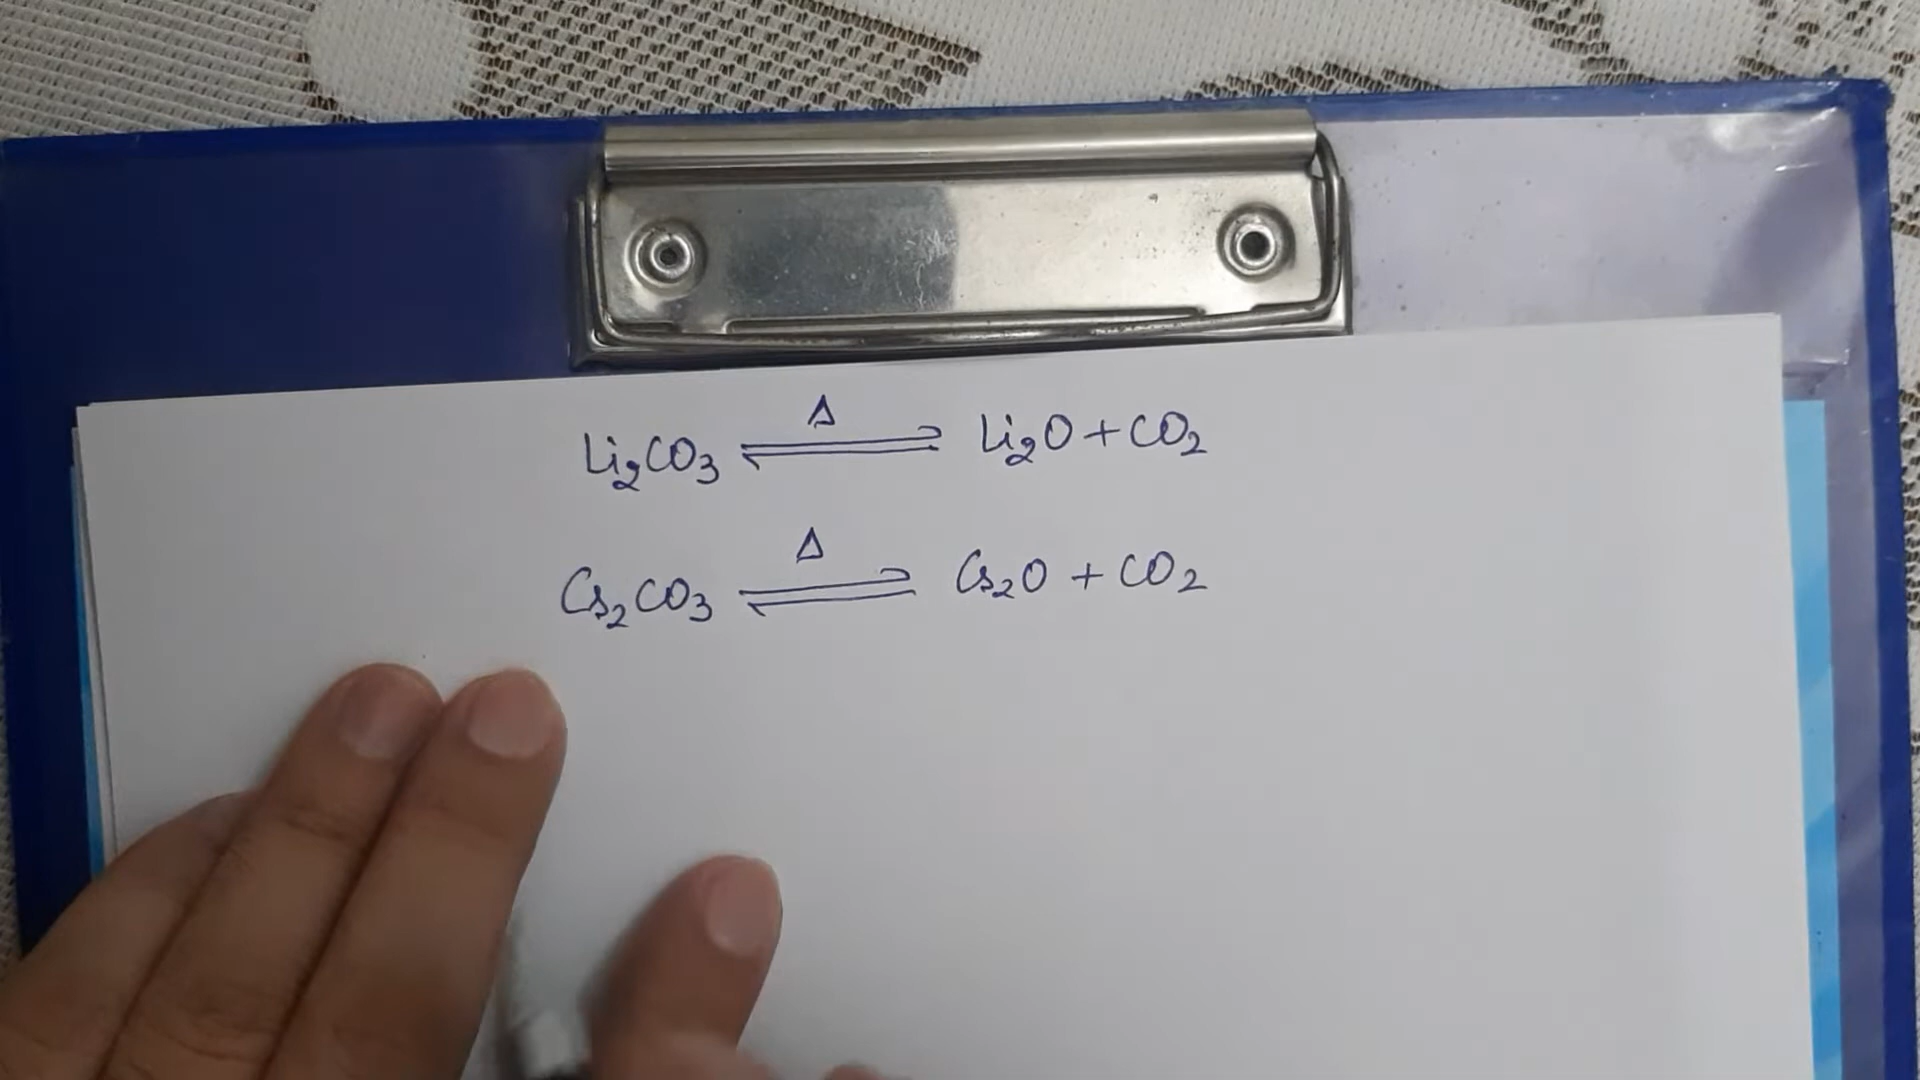 Li₂CO₃ ⇌ Δ Li₂O + CO₂
Cs₂CO₃ ⇌ Δ Cs₂O + CO₂